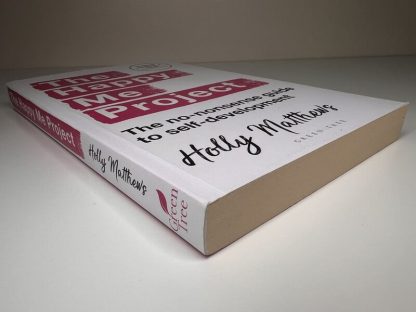 The Happy
Me
Project
The no-nonsense guide
to self-development
Holly Matthews
GREEN TREE
The Happy Me Project
Holly Matthews
Green
Tree